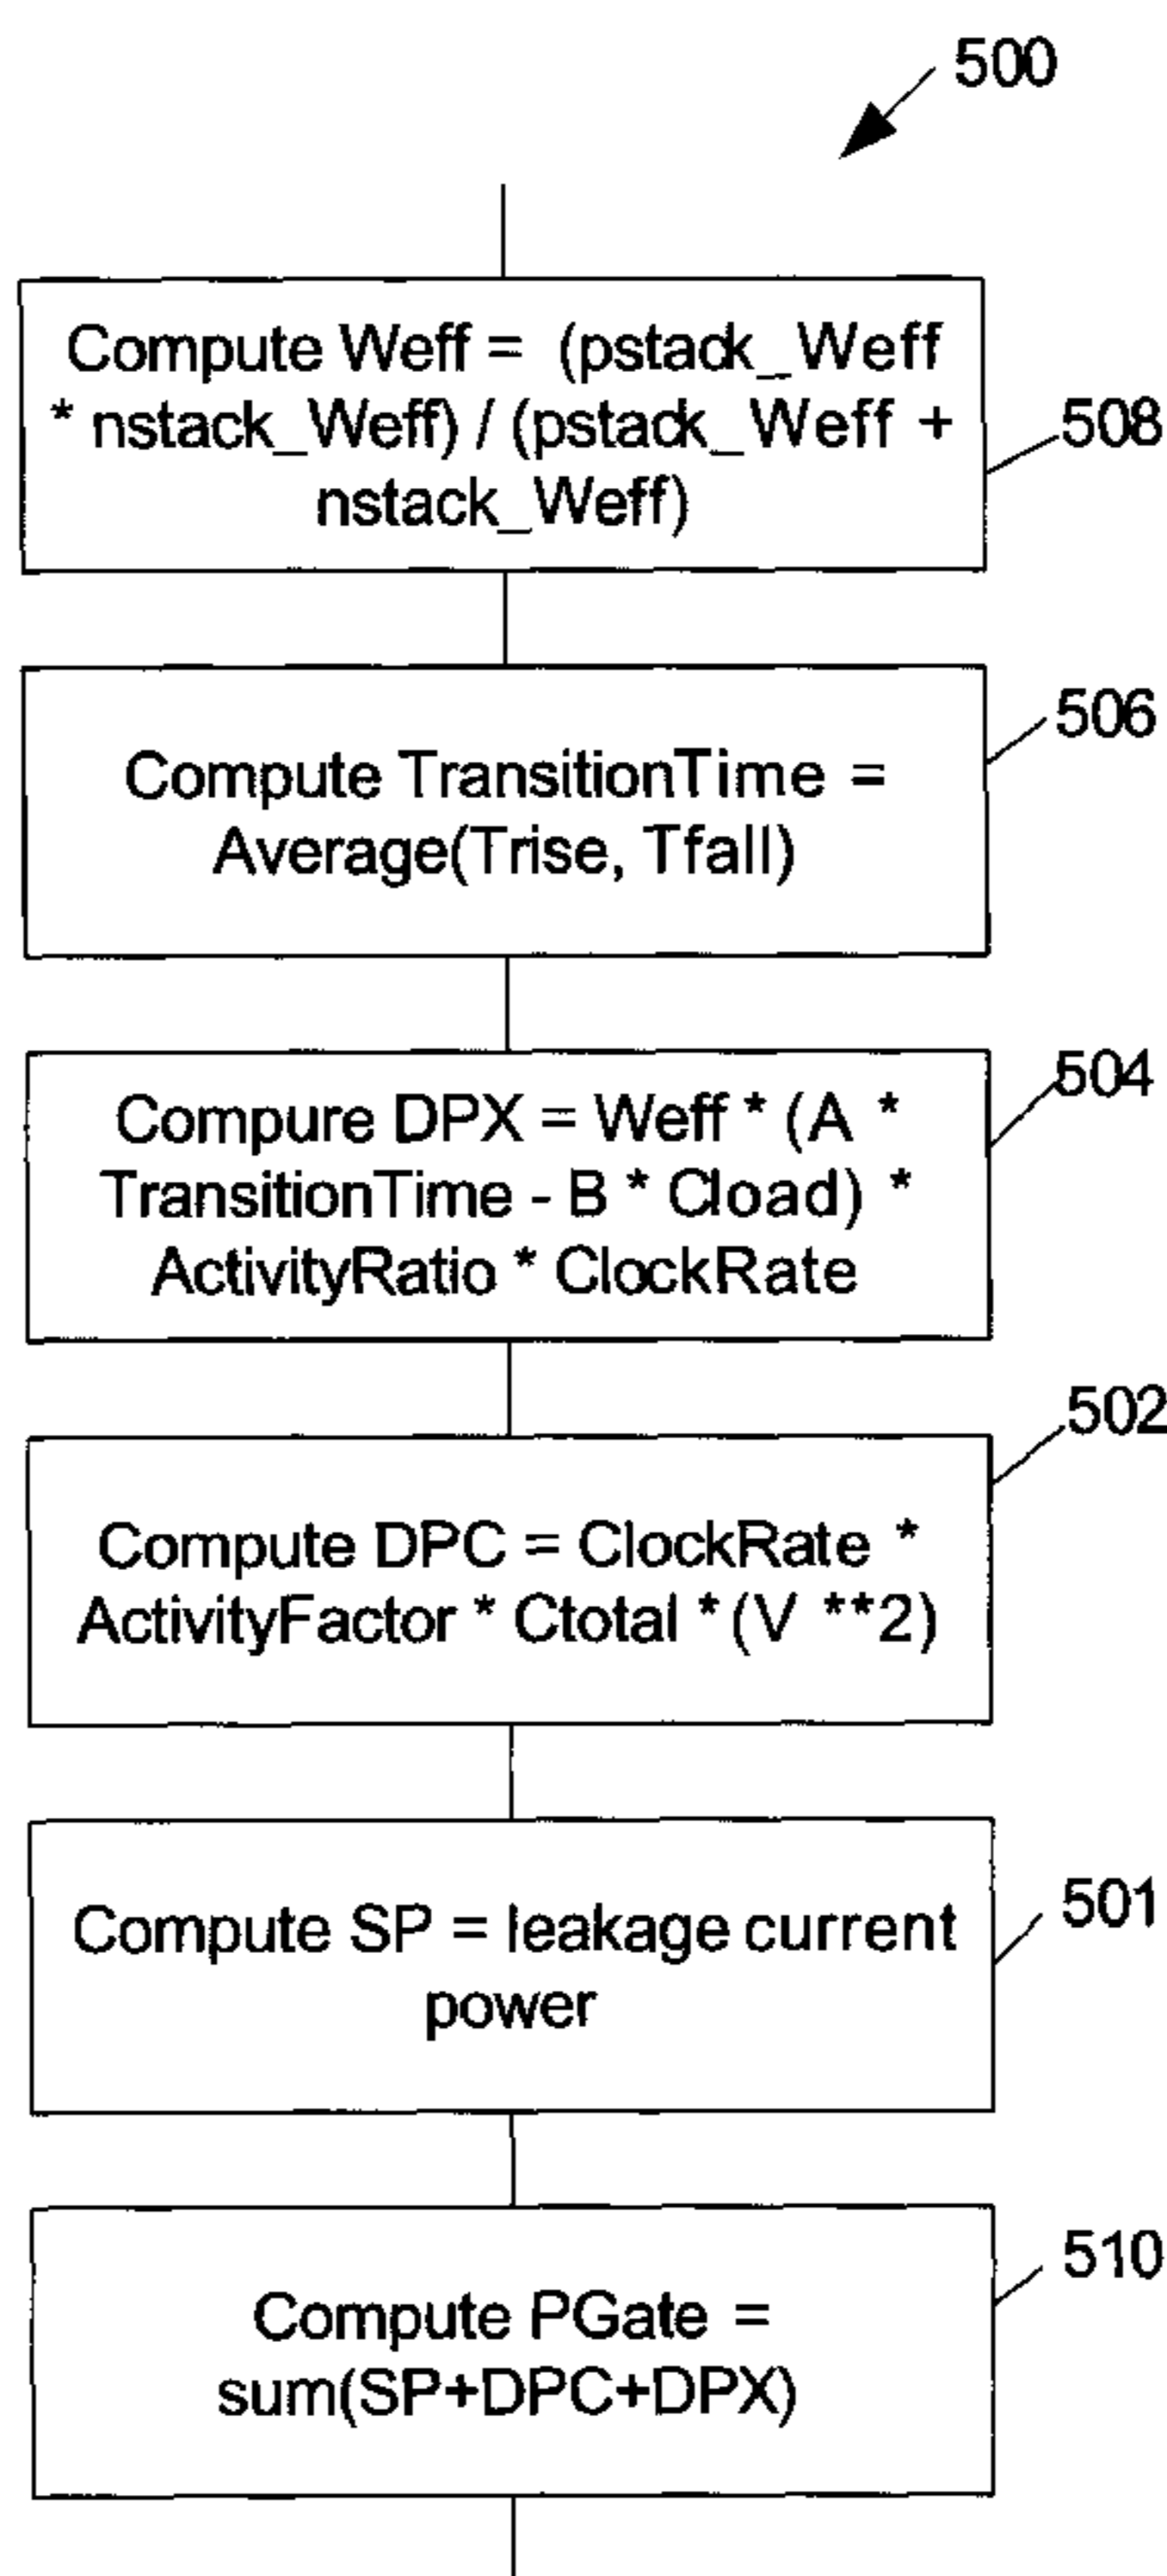 500
Compute Weff = (pstack_Weff
* nstack_Weff) / (pstack_Weff +
nstack_Weff)
508
Compute TransitionTime =
Average(Trise, Tfall)
506
Compure DPX = Weff * (A *
TransitionTime - B * Cload) *
ActivityRatio * ClockRate
504
Compute DPC = ClockRate *
ActivityFactor * Ctotal * (V **2)
502
Compute SP = leakage current
power
501
Compute PGate =
sum(SP+DPC+DPX)
510